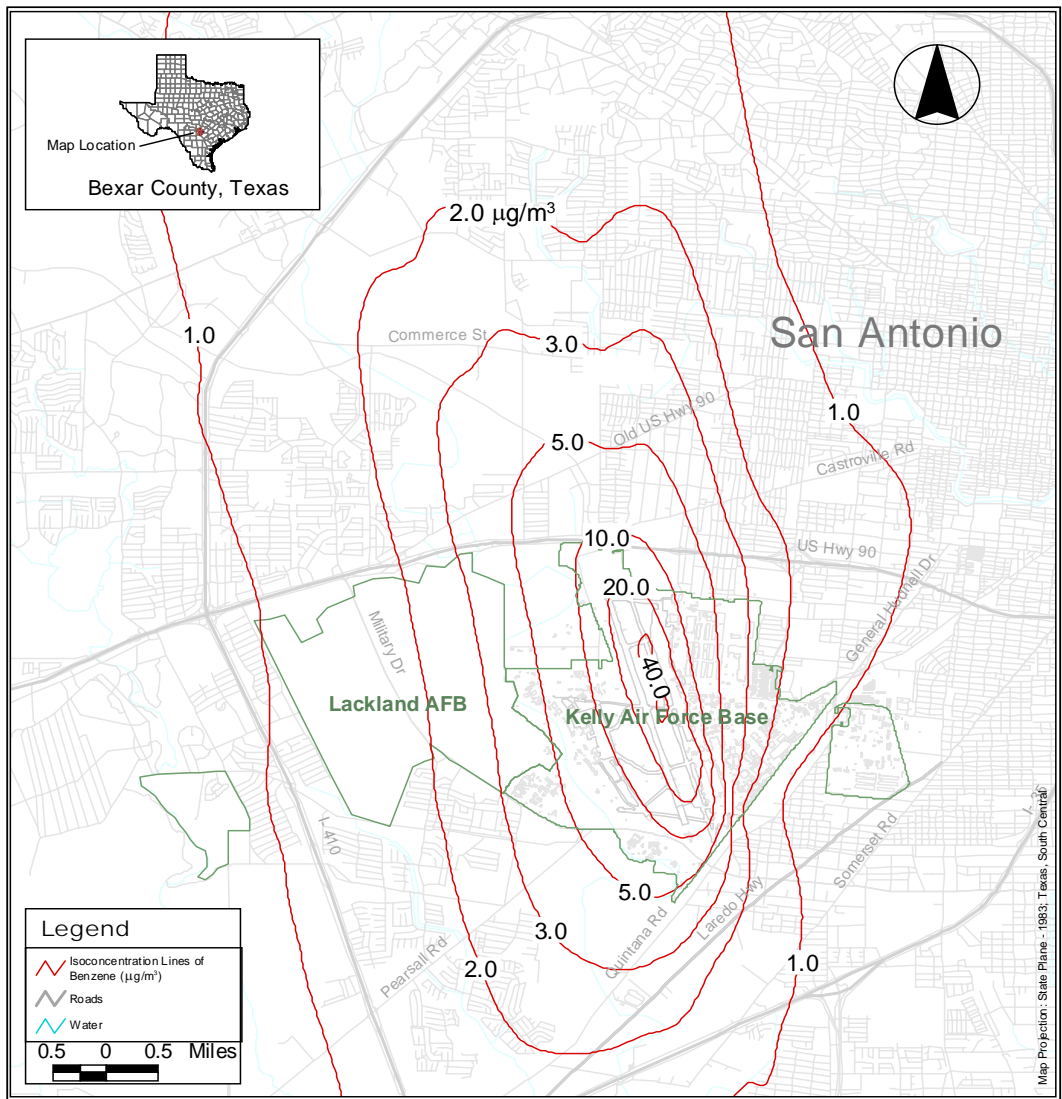 Map Location
Bexar County, Texas
2.0 µg/m³
1.0
Commerce St
3.0
San Antonio
1.0
Old US Hwy 90
5.0
Castroville Rd
10.0
US Hwy 90
20.0
General Hudnell Dr
Military Dr
40.0
Lackland AFB
Kelly Air Force Base
I-410
Somerset Rd
I-35
5.0
Laredo Hwy
Quintana Rd
3.0
Pearsall Rd
2.0
1.0
Legend
Isoconcentration Lines of
Benzene (µg/m³)
Roads
Water
0.5 0 0.5 Miles
Map Projection: State Plane - 1983; Texas, South Central